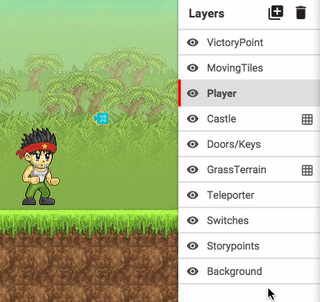 Layers
VictoryPoint
MovingTiles
Player
Castle
Doors/Keys
GrassTerrain
Teleporter
Switches
Storypoints
Background